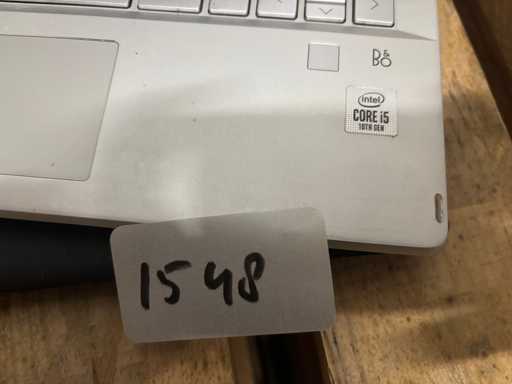 B&O
intel
CORE i5
10TH GEN
1548